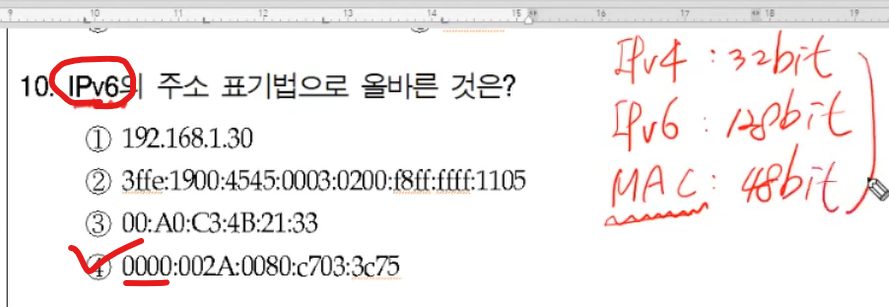 9 10 11 12 13 14 15 16 17 18 19
10. IPv6의 주소 표기법으로 올바른 것은?
① 192.168.1.30
② 3ffe:1900:4545:0003:0200:f8ff:ffff:1105
③ 00:A0:C3:4B:21:33
④ 0000:002A:0080:c703:3c75
IPv4 : 32bit
IPv6 : 128bit
MAC : 48bit